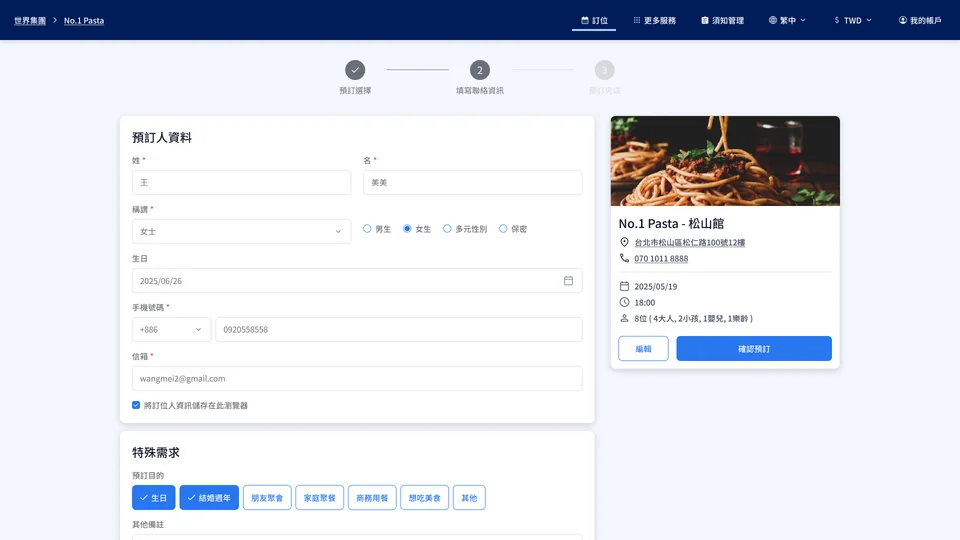 世界集團 > No.1 Pasta
訂位
更多服務
須知管理
繁中
$ TWD
我的帳戶
2
3
預訂選擇
填寫聯絡資訊
預訂完成
預訂人資料
姓 *
名 *
王
美美
稱謂 *
女士
男生
女生
多元性別
保密
生日
2025/06/26
手機號碼 *
+886
0920558558
信箱 *
wangmei2@gmail.com
將訂位人資訊儲存在此瀏覽器
特殊需求
預訂目的
生日
結婚週年
朋友聚會
家庭聚餐
商務用餐
想吃美食
其他
其他備註
No.1 Pasta - 松山館
台北市松山區松仁路100號12樓
070 1011 8888
2025/05/19
18:00
8位 ( 4大人, 2小孩, 1嬰兒, 1樂齡 )
編輯
確認預訂